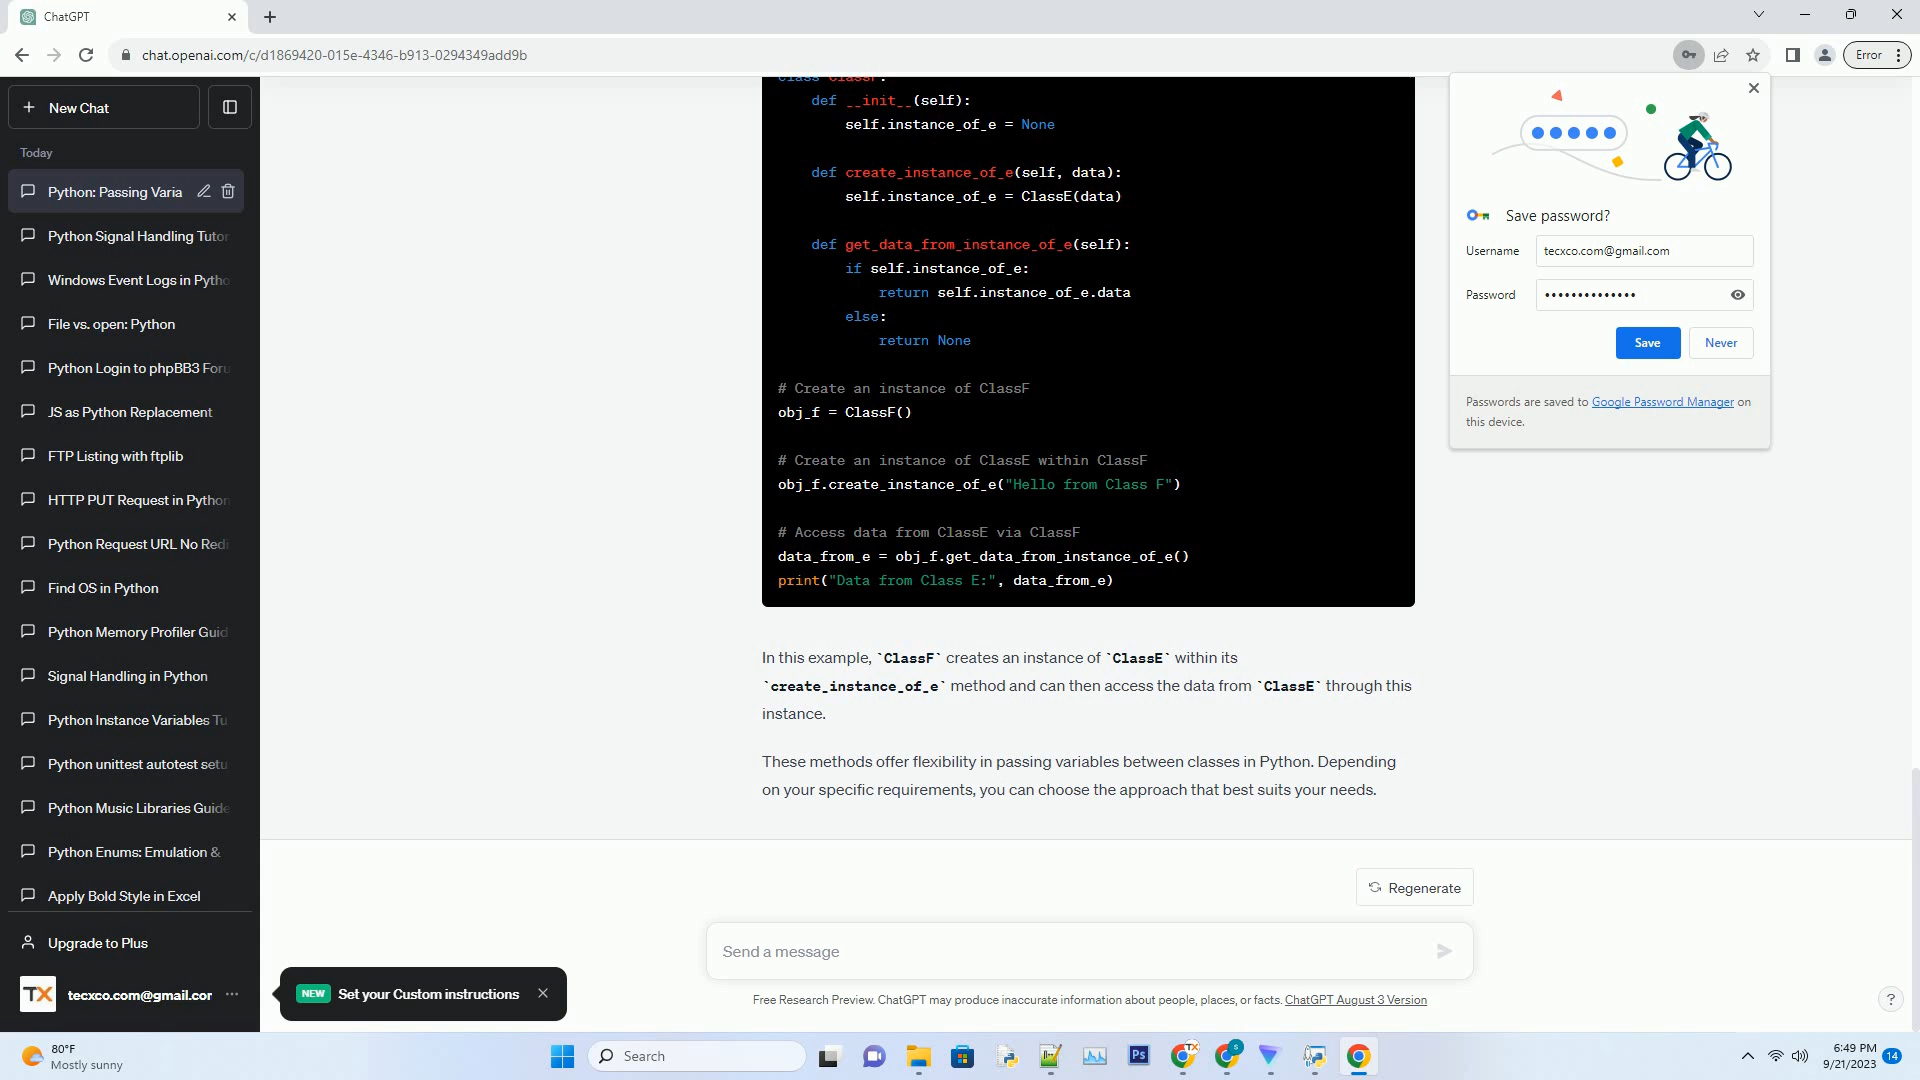 ChatGPT
chat.openai.com/c/d1869420-015e-4346-b913-0294349add9b
Error
New Chat
Today
Python: Passing Varia
Python Signal Handling Tutor
Windows Event Logs in Pytho
File vs. open: Python
Python Login to phpBB3 Foru
JS as Python Replacement
FTP Listing with ftplib
HTTP PUT Request in Python
Python Request URL No Redi
Find OS in Python
Python Memory Profiler Guid
Signal Handling in Python
Python Instance Variables Tu
Python unittest autotest setu
Python Music Libraries Guide
Python Enums: Emulation &
Apply Bold Style in Excel
Upgrade to Plus
TX tecxco.com@gmail.cor
class ClassF:
def __init__(self):
self.instance_of_e = None
def create_instance_of_e(self, data):
self.instance_of_e = ClassE(data)
def get_data_from_instance_of_e(self):
if self.instance_of_e:
return self.instance_of_e.data
else:
return None
# Create an instance of ClassF
obj_f = ClassF()
# Create an instance of ClassE within ClassF
obj_f.create_instance_of_e("Hello from Class F")
# Access data from ClassE via ClassF
data_from_e = obj_f.get_data_from_instance_of_e()
print("Data from Class E:", data_from_e)
In this example, `ClassF` creates an instance of `ClassE` within its
`create_instance_of_e` method and can then access the data from `ClassE` through this
instance.
These methods offer flexibility in passing variables between classes in Python. Depending
on your specific requirements, you can choose the approach that best suits your needs.
Regenerate
Send a message
Free Research Preview. ChatGPT may produce inaccurate information about people, places, or facts. ChatGPT August 3 Version
NEW Set your Custom instructions
?
Save password?
Username tecxco.com@gmail.com
Password ••••••••••••••
Save Never
Passwords are saved to Google Password Manager on
this device.
80°F
Mostly sunny
Search
Ps
TX
S
6:49 PM
9/21/2023
14